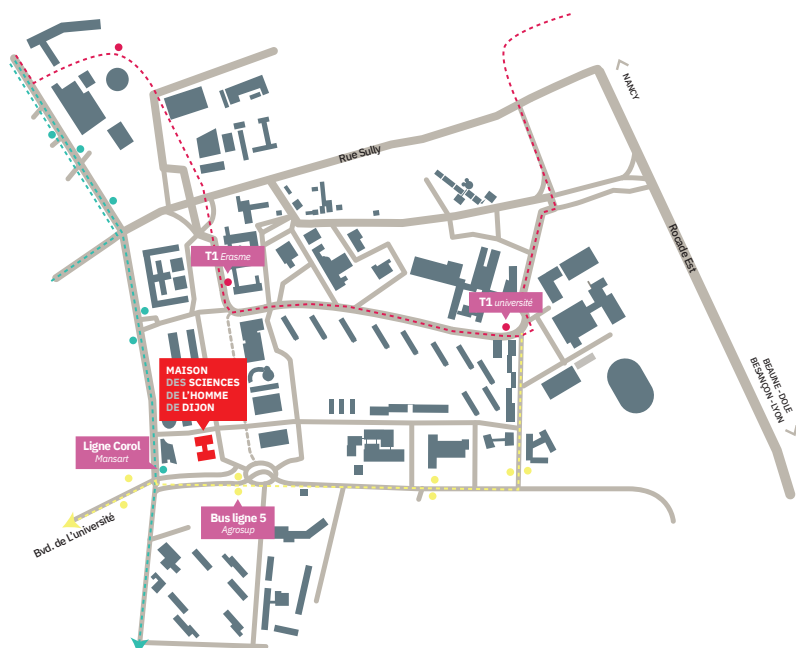 NANCY
Rue Sully
Rocade Est
T1 Erasme
T1 université
BEAUNE - DOLE
BESANÇON - LYON
MAISON
DES SCIENCES
DE L'HOMME
DE DIJON
Ligne Corol
Mansart
Bus ligne 5
Agrosup
Bvd. de L'université